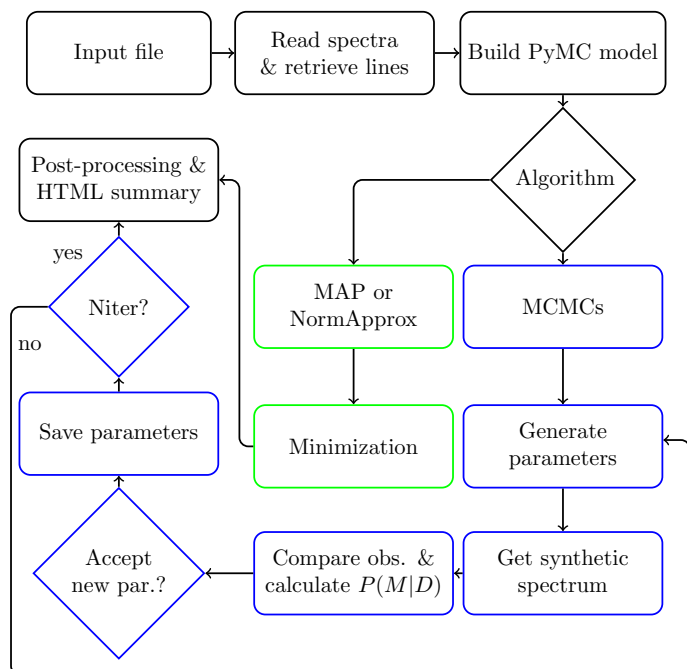 Input file
Read spectra
& retrieve lines
Build PyMC model
Post-processing &
HTML summary
Algorithm
yes
Niter?
MAP or
NormApprox
MCMCs
no
Save parameters
Minimization
Generate
parameters
Accept
new par.?
Compare obs. &
calculate P(M|D)
Get synthetic
spectrum